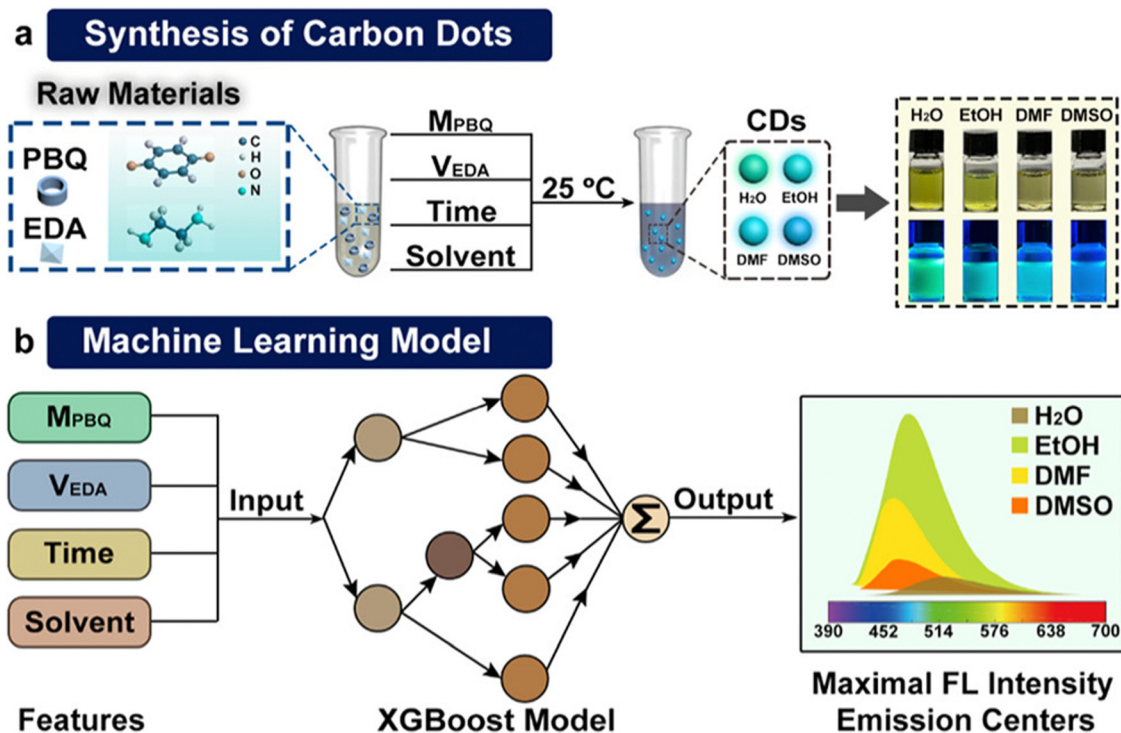 a Synthesis of Carbon Dots
Raw Materials
PBQ
EDA
C
H
O
N
MPBQ
VEDA
Time
Solvent
25 ºC
CDs
H₂O EtOH
DMF DMSO
H₂O EtOH DMF DMSO
b Machine Learning Model
MPBQ
VEDA
Time
Solvent
Features
Input
Σ
XGBoost Model
Output
H₂O
EtOH
DMF
DMSO
390 452 514 576 638 700
Maximal FL Intensity
Emission Centers